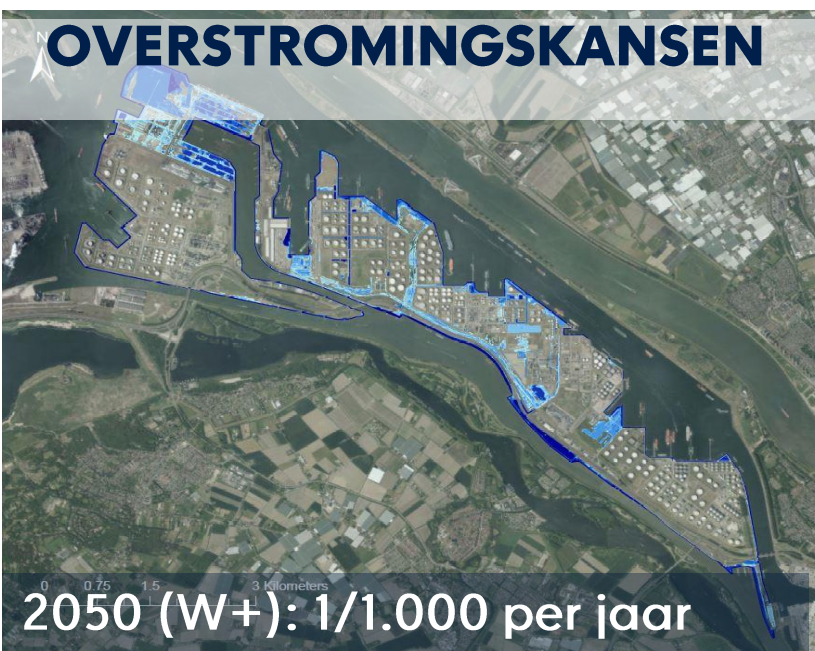 OVERSTROMINGSKANSEN
N
0 0.75 1.5 3 Kilometers
2050 (W+): 1/1.000 per jaar